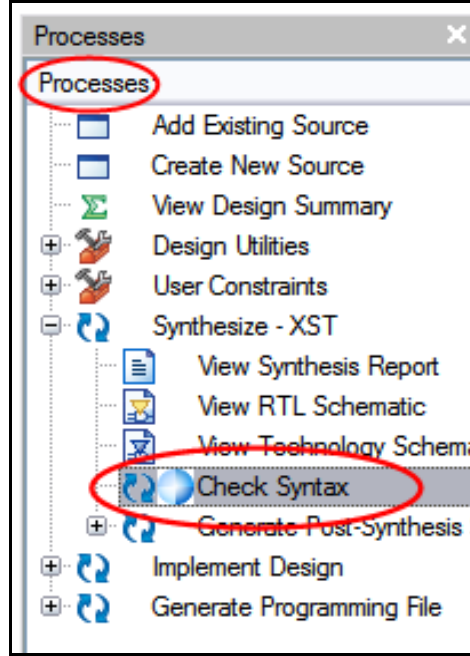 Processes
Processes
Add Existing Source
Create New Source
View Design Summary
Design Utilities
User Constraints
Synthesize - XST
View Synthesis Report
View RTL Schematic
View Technology Schema
Check Syntax
Generate Post-Synthesis
Implement Design
Generate Programming File